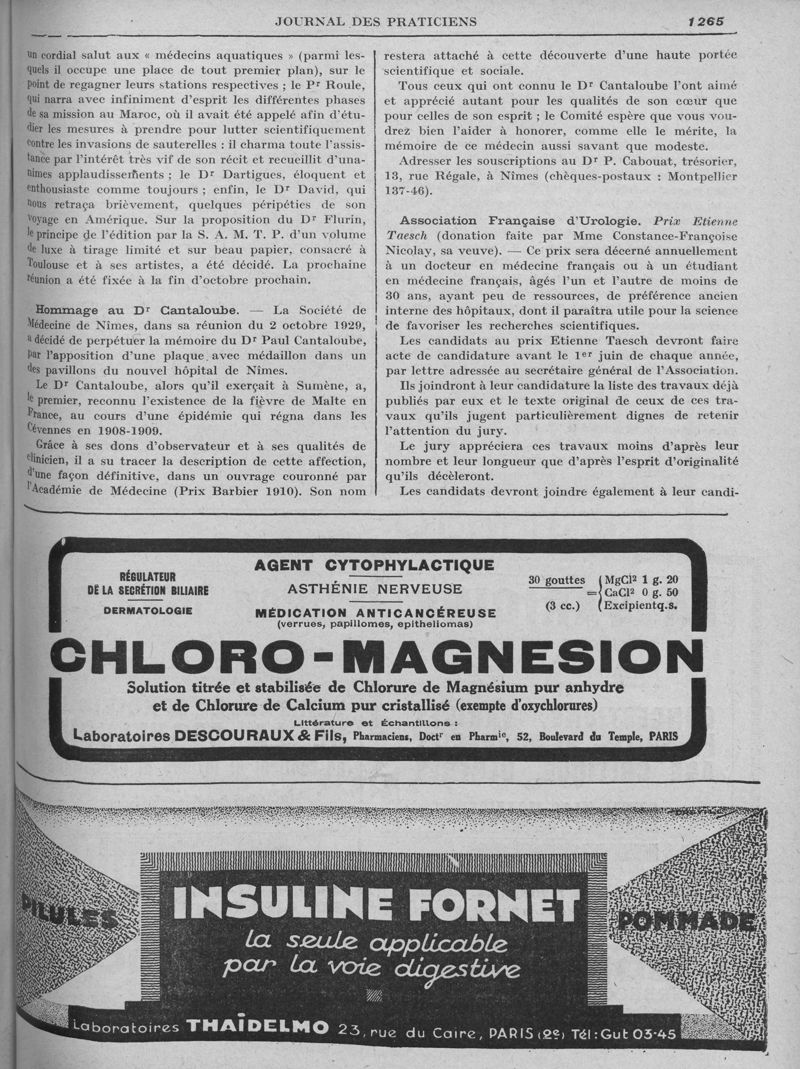 JOURNAL DES PRATICIENS 1265
un cordial salut aux « médecins aquatiques » (parmi les-
quels il occupe une place de tout premier plan), sur le
point de regagner leurs stations respectives ; le Pr Roule,
qui narra avec infiniment d'esprit les différentes phases
de sa mission au Maroc, où il avait été appelé afin d'étu-
dier les mesures à prendre pour lutter scientifiquement
contre les invasions de sauterelles : il charma toute l'assis-
tance par l'intérêt très vif de son récit et recueillit d'una-
nimes applaudissements ; le Dr Dartigues, éloquent et
enthousiaste comme toujours ; enfin, le Dr David, qui
nous retraça brièvement, quelques péripéties de son
voyage en Amérique. Sur la proposition du Dr Flurin,
le principe de l'édition par la S. A. M. T. P. d'un volume
de luxe à tirage limité et sur beau papier, consacré à
Toulouse et à ses artistes, a été décidé. La prochaine
réunion a été fixée à la fin d'octobre prochain.
Hommage au Dr Cantaloube. — La Société de
Médecine de Nîmes, dans sa réunion du 2 octobre 1929,
a décidé de perpétuer la mémoire du Dr Paul Cantaloube,
par l'apposition d'une plaque avec médaillon dans un
des pavillons du nouvel hôpital de Nîmes.
Le Dr Cantaloube, alors qu'il exerçait à Sumène, a,
le premier, reconnu l'existence de la fièvre de Malte en
France, au cours d'une épidémie qui régna dans les
Cévennes en 1908-1909.
Grâce à ses dons d'observateur et à ses qualités de
clinicien, il a su tracer la description de cette affection,
d'une façon définitive, dans un ouvrage couronné par
l'Académie de Médecine (Prix Barbier 1910). Son nom
restera attaché à cette découverte d'une haute portée
scientifique et sociale.
Tous ceux qui ont connu le Dr Cantaloube l'ont aimé
et apprécié autant pour les qualités de son cœur que
pour celles de son esprit ; le Comité espère que vous vou-
drez bien l'aider à honorer, comme elle le mérite, la
mémoire de ce médecin aussi savant que modeste.
Adresser les souscriptions au Dr P. Cabouat, trésorier,
13, rue Régale, à Nîmes (chèques-postaux : Montpellier
137-46).
Association Française d'Urologie. Prix Etienne
Taesch (donation faite par Mme Constance-Françoise
Nicolay, sa veuve). — Ce prix sera décerné annuellement
à un docteur en médecine français ou à un étudiant
en médecine français, âgés l'un et l'autre de moins de
30 ans, ayant peu de ressources, de préférence ancien
interne des hôpitaux, dont il paraîtra utile pour la science
de favoriser les recherches scientifiques.
Les candidats au prix Etienne Taesch devront faire
acte de candidature avant le 1er juin de chaque année,
par lettre adressée au secrétaire général de l'Association.
Ils joindront à leur candidature la liste des travaux déjà
publiés par eux et le texte original de ceux de ces tra-
vaux qu'ils jugent particulièrement dignes de retenir
l'attention du jury.
Le jury appréciera ces travaux moins d'après leur
nombre et leur longueur que d'après l'esprit d'originalité
qu'ils décèleront.
Les candidats devront joindre également à leur candi-
RÉGULATEUR
DE LA SECRÉTION BILIAIRE
DERMATOLOGIE
AGENT CYTOPHYLACTIQUE
ASTHÉNIE NERVEUSE
MÉDICATION ANTICANCÉREUSE
(verrues, papillomes, epitheliomas)
30 gouttes
(3 cc.)
=
MgCl2 1 g. 20
CaCl2 0 g. 50
Excipientq.s.
CHLORO-MAGNESION
Solution titrée et stabilisée de Chlorure de Magnésium pur anhydre
et de Chlorure de Calcium pur cristallisé (exempte d'oxychlorures)
Littérature et Échantillons :
Laboratoires DESCOURAUX & Fils, Pharmaciens, Doctr en Pharmie, 52, Boulevard du Temple, PARIS
PILULES
INSULINE FORNET
POMMADE
la seule applicable
par la voie digestive
Laboratoires THAÏDELMO 23, rue du Caire, PARIS (2e) Tél: Gut 03-45